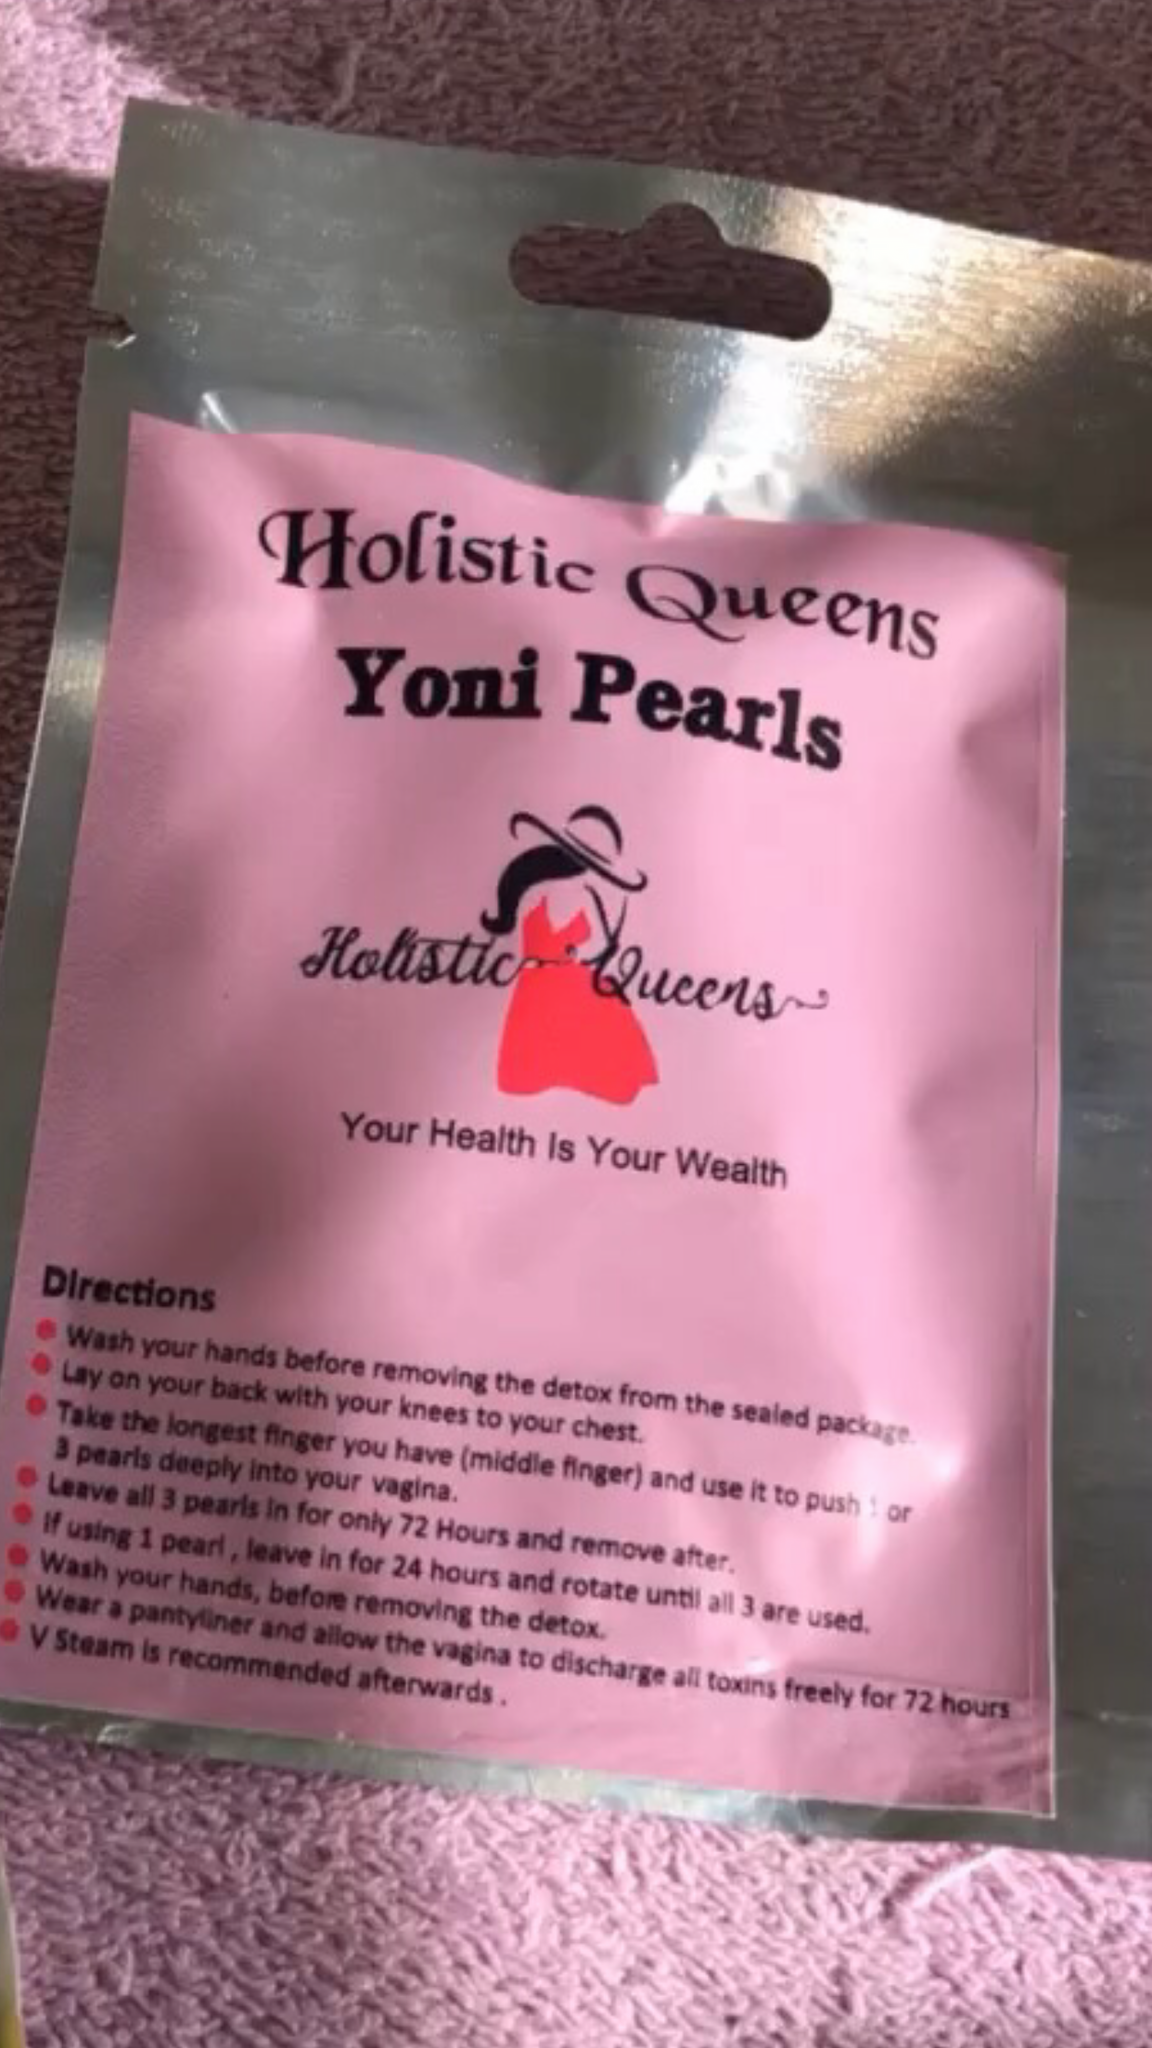 Holistic Queens
Yoni Pearls
Holistic Queens
Your Health Is Your Wealth
Directions
Wash your hands before removing the detox from the sealed package.
Lay on your back with your knees to your chest.
Take the longest finger you have (middle finger) and use it to push 1 or
3 pearls deeply into your vagina.
Leave all 3 pearls in for only 72 Hours and remove after.
If using 1 pearl , leave in for 24 hours and rotate until all 3 are used.
Wash your hands, before removing the detox.
Wear a pantyliner and allow the vagina to discharge all toxins freely for 72 hours
V Steam is recommended afterwards .